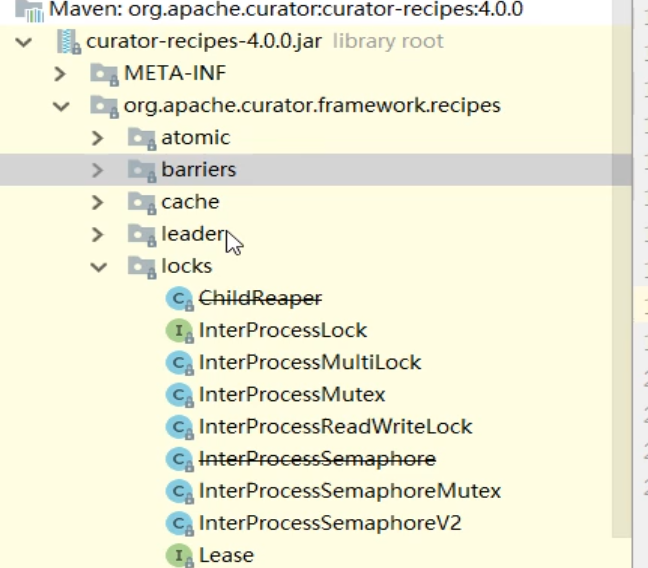 Maven: org.apache.curator:curator-recipes:4.0.0
curator-recipes-4.0.0.jar library root
META-INF
org.apache.curator.framework.recipes
atomic
barriers
cache
leader
locks
C ChildReaper
I InterProcessLock
C InterProcessMultiLock
C InterProcessMutex
C InterProcessReadWriteLock
C InterProcessSemaphore
C InterProcessSemaphoreMutex
C InterProcessSemaphoreV2
I Lease